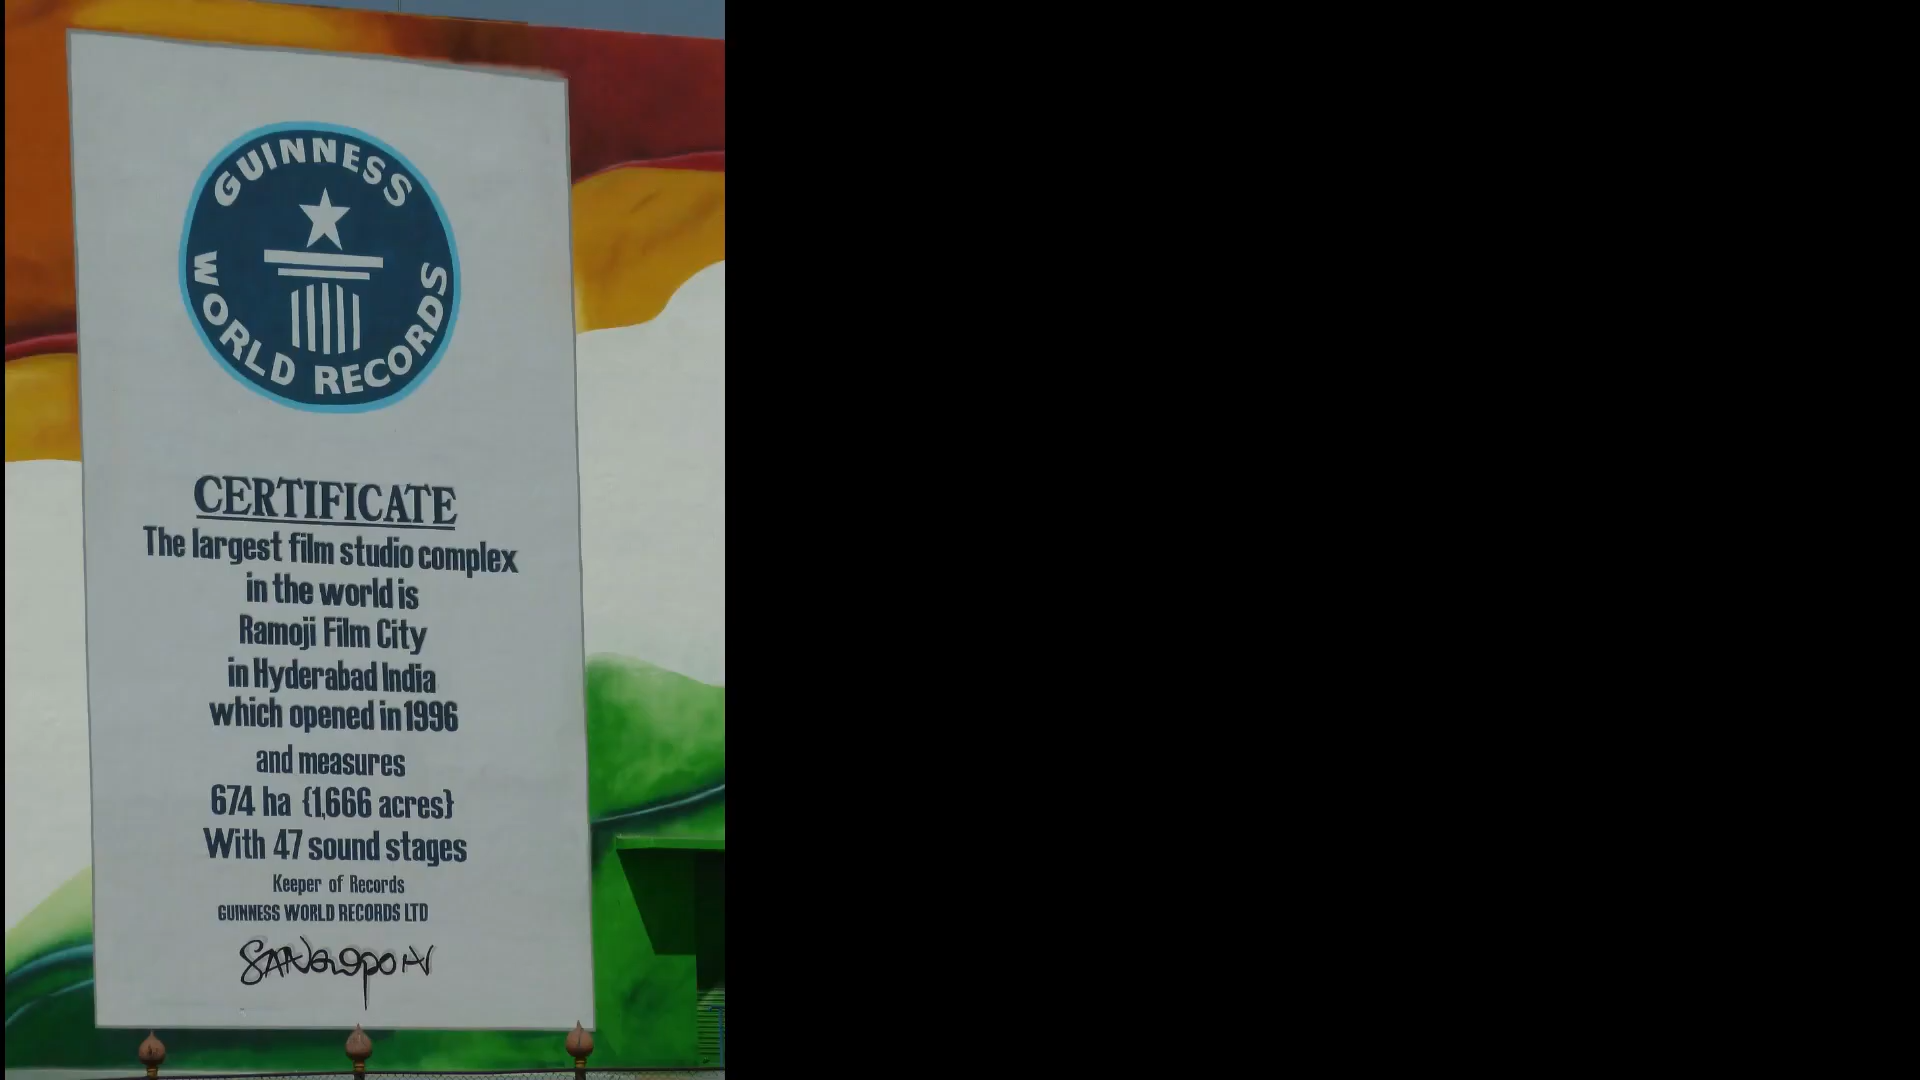 GUINNESS
WORLD RECORDS
CERTIFICATE
The largest film studio complex
in the world is
Ramoji Film City
in Hyderabad India
which opened in 1996
and measures
674 ha {1,666 acres}
With 47 sound stages
Keeper of Records
GUINNESS WORLD RECORDS LTD